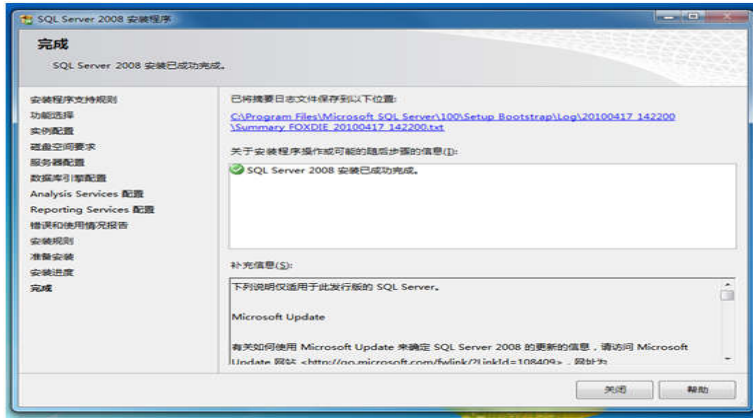 SQL Server 2008 安装程序
完成
SQL Server 2008 安装已成功完成。
安装程序支持规则
功能选择
实例配置
磁盘空间要求
服务器配置
数据库引擎配置
Analysis Services 配置
Reporting Services 配置
错误和使用情况报告
安装规则
准备安装
安装进度
完成
已将摘要日志文件保存到以下位置:
C:\Program Files\Microsoft SQL Server\100\Setup Bootstrap\Log\20100417_142200
\Summary_FOXDIE_20100417_142200.txt
关于安装程序操作或可能的随后步骤的信息(I):
SQL Server 2008 安装已成功完成。
补充信息(S):
下列说明仅适用于此发行版的 SQL Server。
Microsoft Update
有关如何使用 Microsoft Update 来确定 SQL Server 2008 的更新的信息，请访问 Microsoft
Update 网站 <http://go.microsoft.com/fwlink/?LinkId=108409>，网址为
关闭
帮助